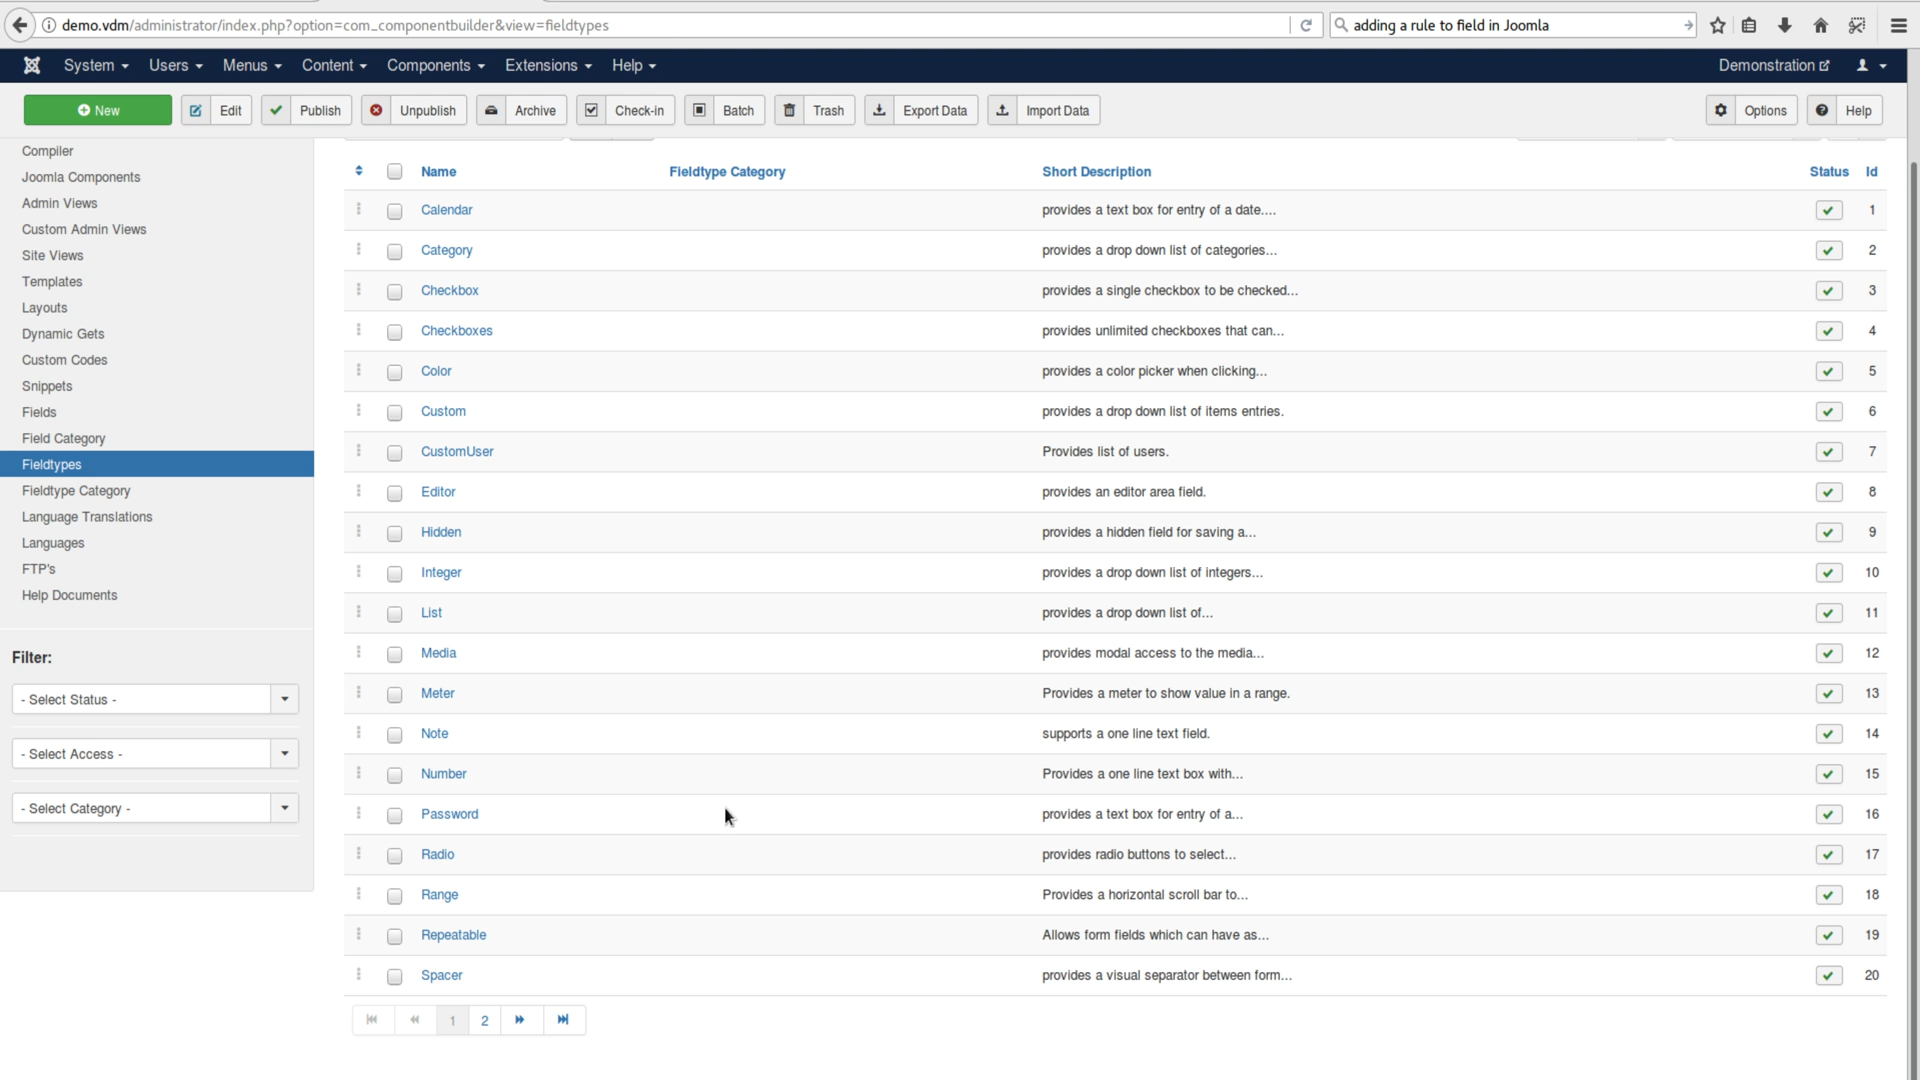 demo.vdm/administrator/index.php?option=com_componentbuilder&view=fieldtypes
adding a rule to field in Joomla
System Users Menus Content Components Extensions Help Demonstration
New Edit Publish Unpublish Archive Check-in Batch Trash Export Data Import Data Options Help
Compiler
Joomla Components
Admin Views
Custom Admin Views
Site Views
Templates
Layouts
Dynamic Gets
Custom Codes
Snippets
Fields
Field Category
Fieldtypes
Fieldtype Category
Language Translations
Languages
FTP's
Help Documents
Filter:
- Select Status -
- Select Access -
- Select Category -
Name Fieldtype Category Short Description Status Id
Calendar provides a text box for entry of a date.... 1
Category provides a drop down list of categories... 2
Checkbox provides a single checkbox to be checked... 3
Checkboxes provides unlimited checkboxes that can... 4
Color provides a color picker when clicking... 5
Custom provides a drop down list of items entries. 6
CustomUser Provides list of users. 7
Editor provides an editor area field. 8
Hidden provides a hidden field for saving a... 9
Integer provides a drop down list of integers... 10
List provides a drop down list of... 11
Media provides modal access to the media... 12
Meter Provides a meter to show value in a range. 13
Note supports a one line text field. 14
Number Provides a one line text box with... 15
Password provides a text box for entry of a... 16
Radio provides radio buttons to select... 17
Range Provides a horizontal scroll bar to... 18
Repeatable Allows form fields which can have as... 19
Spacer provides a visual separator between form... 20
1 2